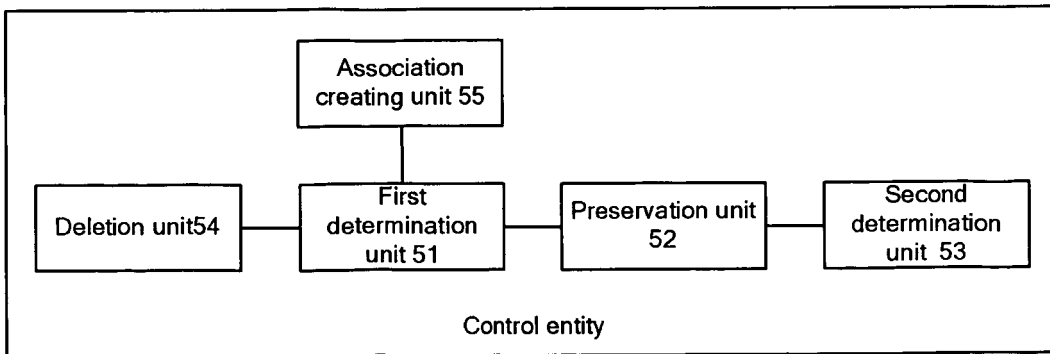 Association
creating unit 55
Deletion unit54
First
determination
unit 51
Preservation unit
52
Second
determination
unit 53
Control entity